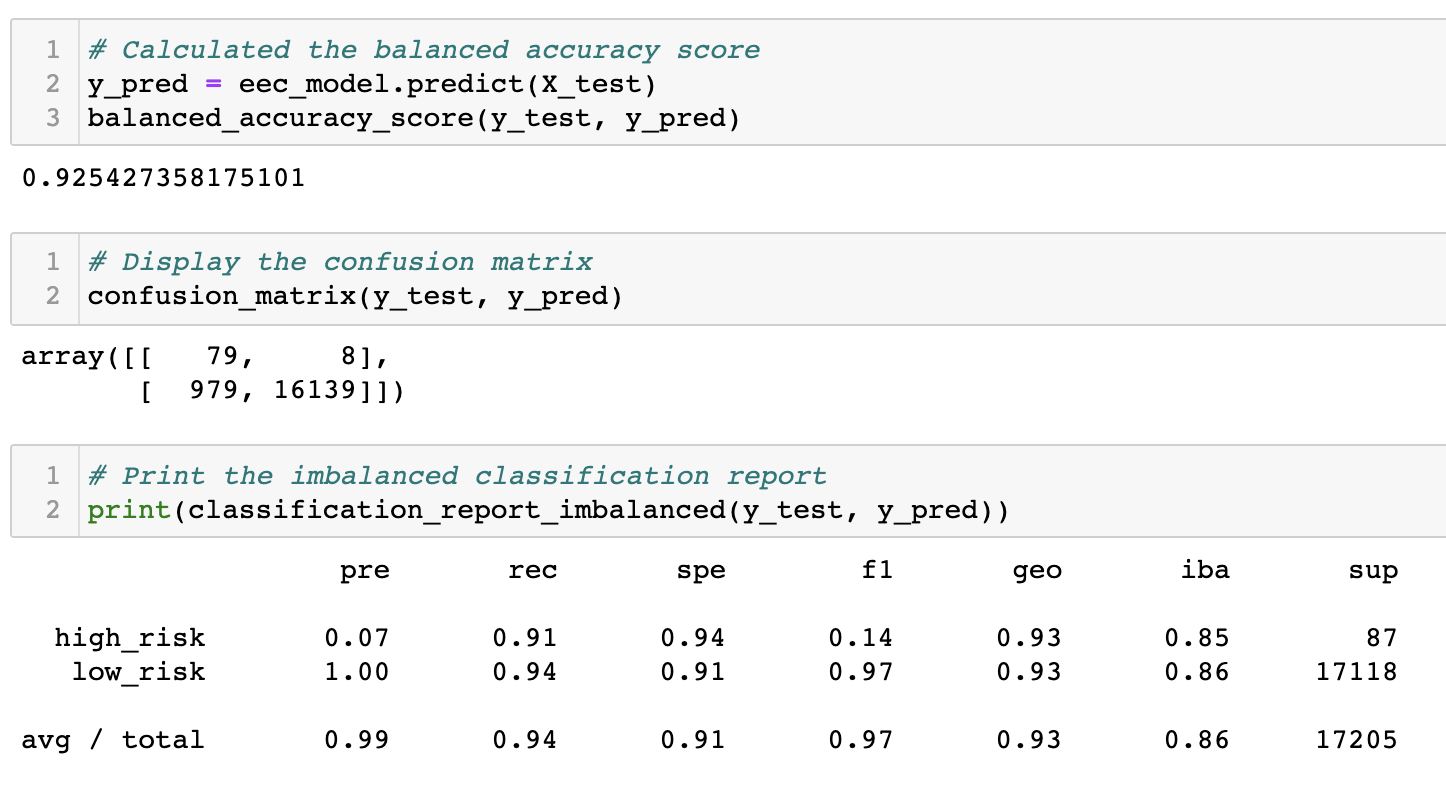 1 # Calculated the balanced accuracy score
2 y_pred = eec_model.predict(X_test)
3 balanced_accuracy_score(y_test, y_pred)
0.925427358175101
1 # Display the confusion matrix
2 confusion_matrix(y_test, y_pred)
array([[   79,     8],
       [  979, 16139]])
1 # Print the imbalanced classification report
2 print(classification_report_imbalanced(y_test, y_pred))
pre rec spe f1 geo iba sup
high_risk 0.07 0.91 0.94 0.14 0.93 0.85 87
low_risk 1.00 0.94 0.91 0.97 0.93 0.86 17118
avg / total 0.99 0.94 0.91 0.97 0.93 0.86 17205